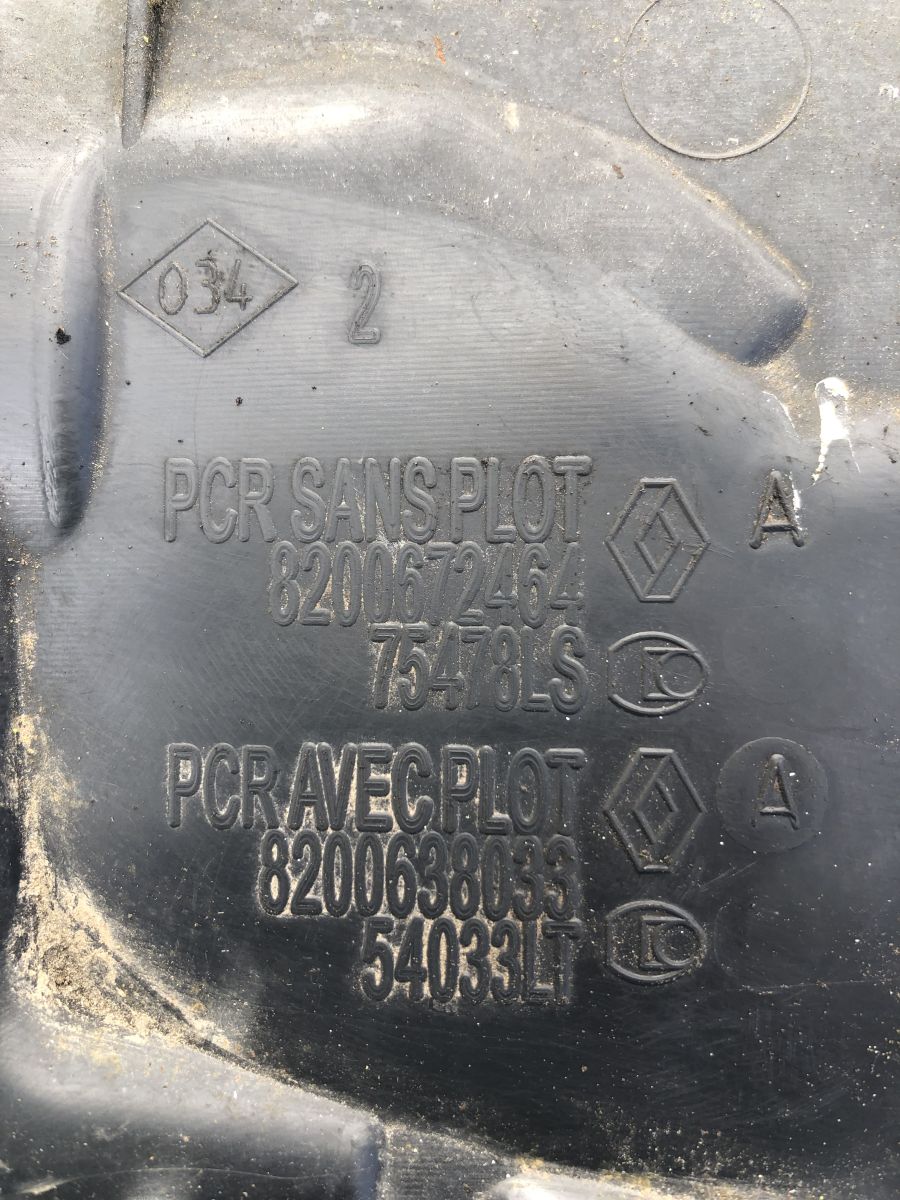 034 2
PCR SANS PLOT A
8200672464
75478LS
PCR AVEC PLOT A
8200638033
54033LT